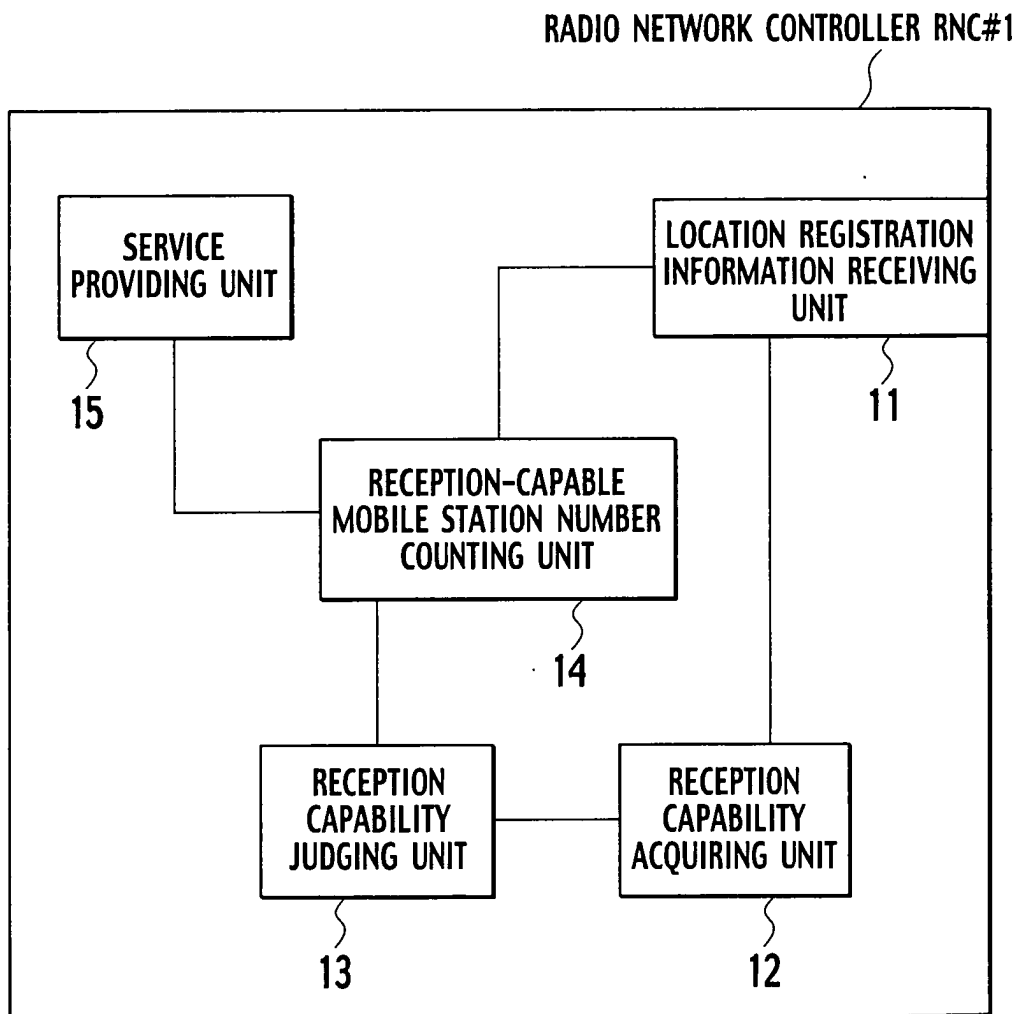 RADIO NETWORK CONTROLLER RNC#1
SERVICE
PROVIDING UNIT
15
LOCATION REGISTRATION
INFORMATION RECEIVING
UNIT
11
RECEPTION-CAPABLE
MOBILE STATION NUMBER
COUNTING UNIT
14
RECEPTION
CAPABILITY
JUDGING UNIT
13
RECEPTION
CAPABILITY
ACQUIRING UNIT
12